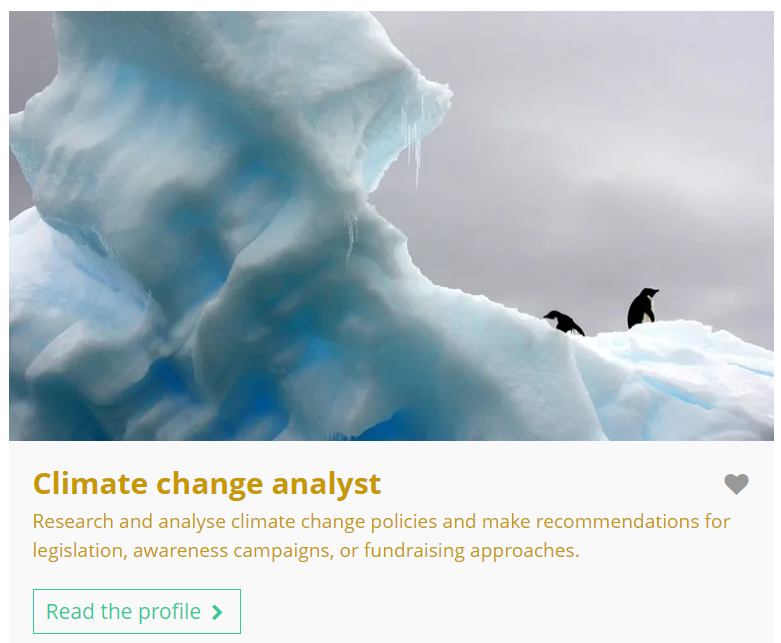 Climate change analyst
Research and analyse climate change policies and make recommendations for
legislation, awareness campaigns, or fundraising approaches.
Read the profile